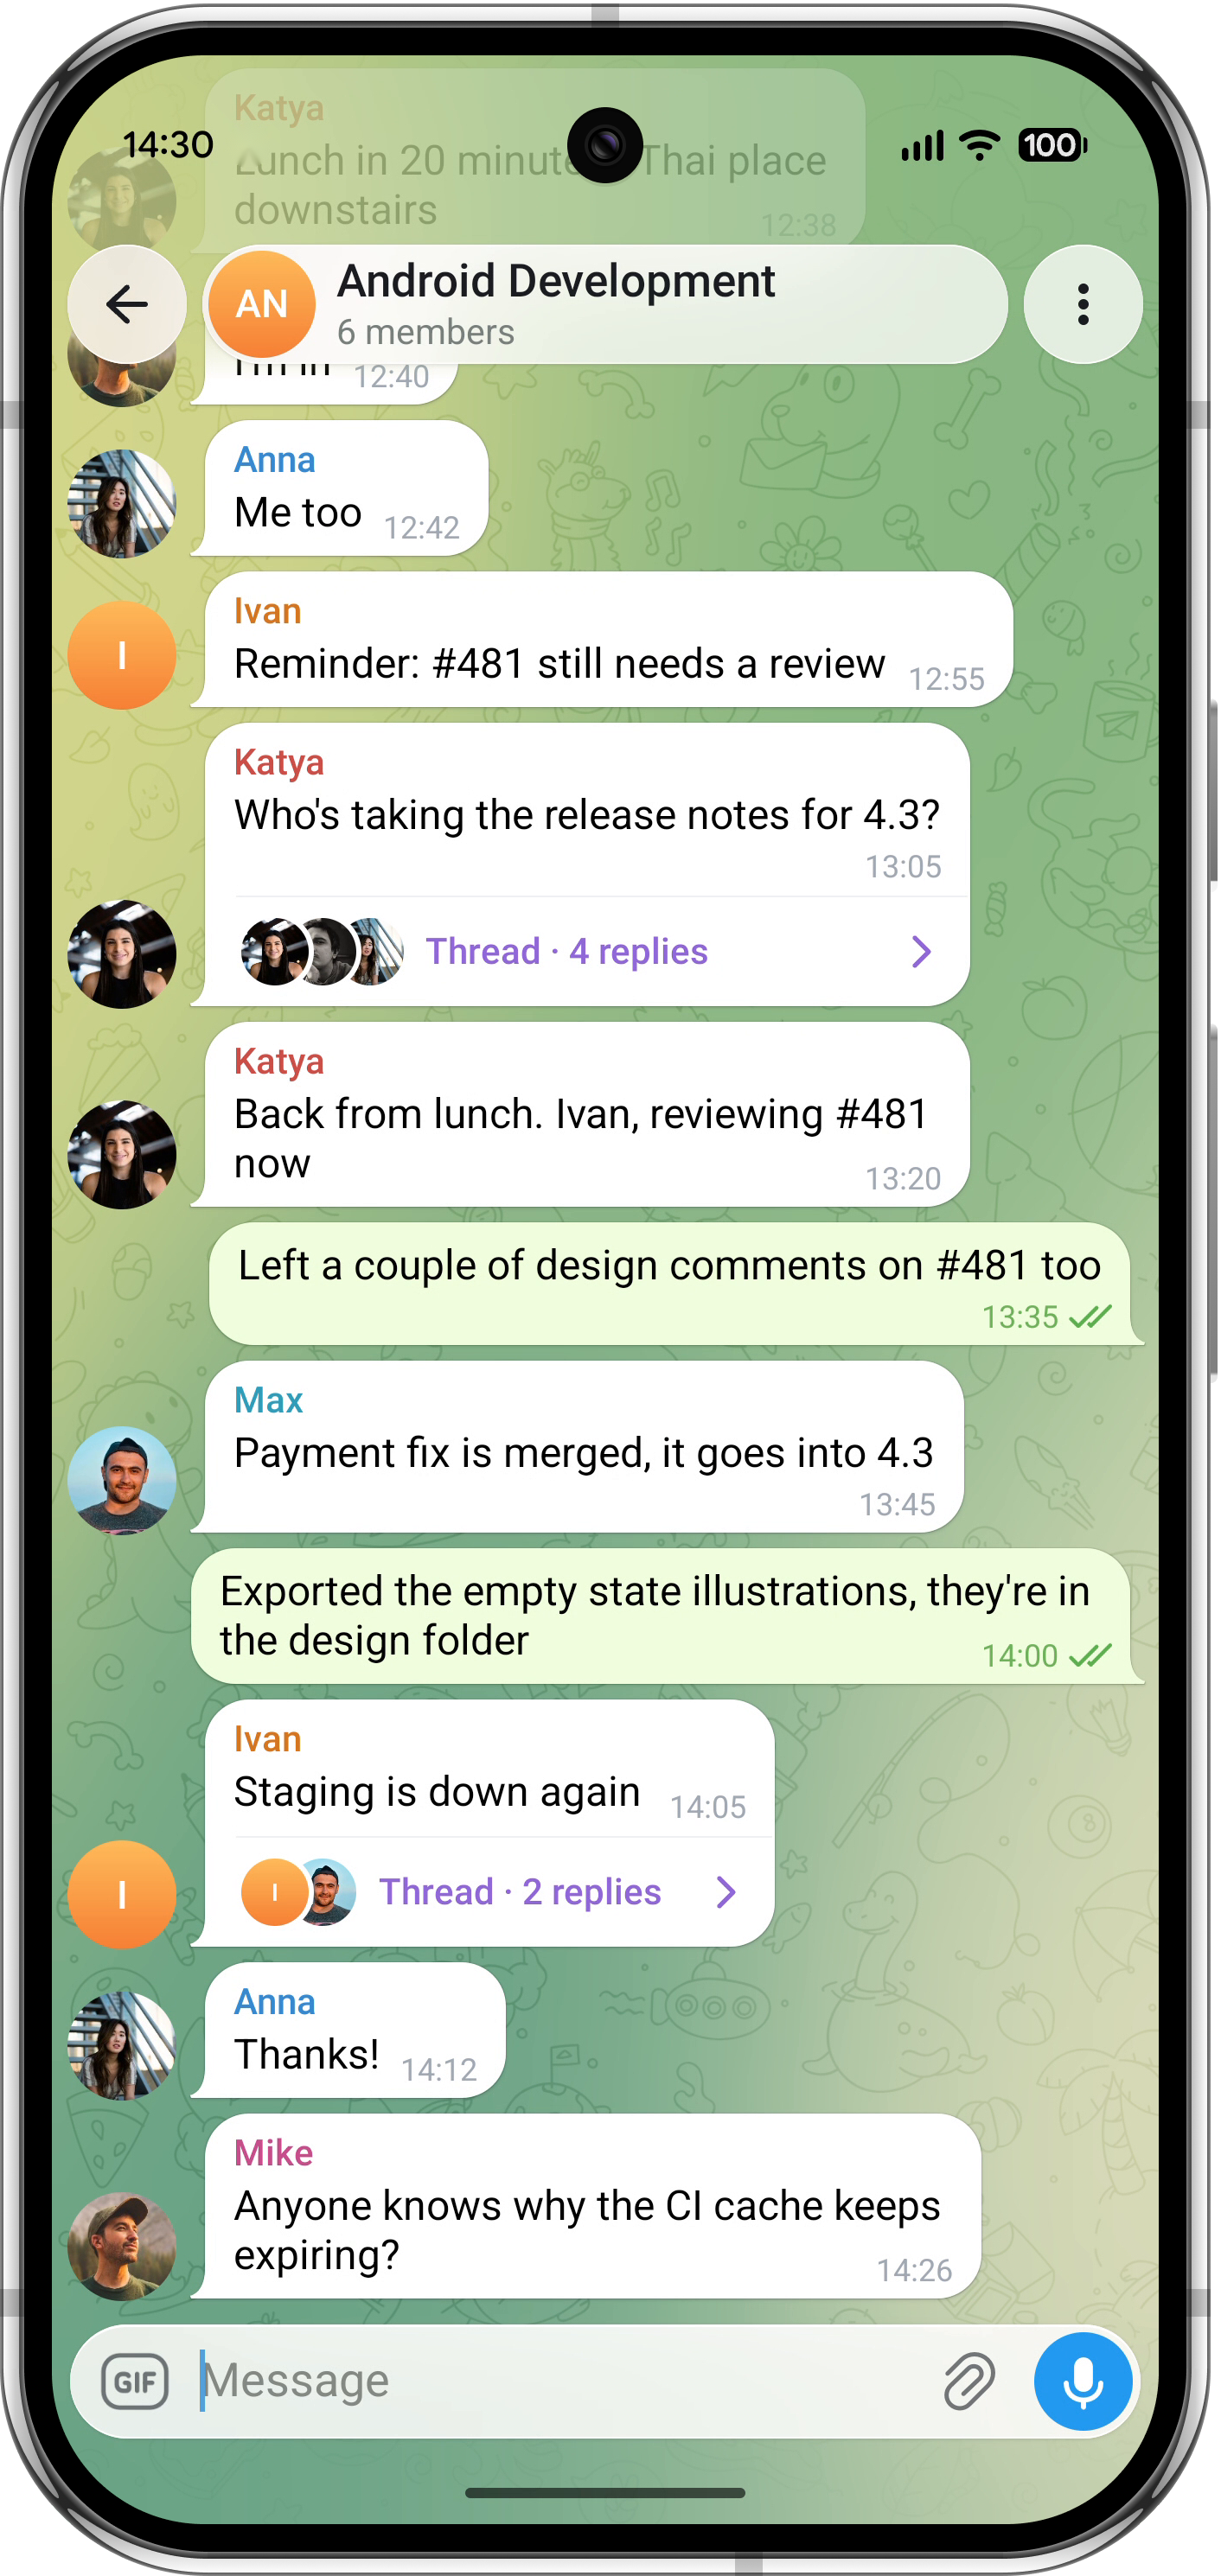 14:30
100
Katya
Lunch in 20 minutes Thai place
downstairs
12:38
AN
Android Development
6 members
I'm in 12:40
Anna
Me too 12:42
I
Ivan
Reminder: #481 still needs a review 12:55
Katya
Who's taking the release notes for 4.3?
13:05
Thread · 4 replies
Katya
Back from lunch. Ivan, reviewing #481
now 13:20
Left a couple of design comments on #481 too
13:35
Max
Payment fix is merged, it goes into 4.3
13:45
Exported the empty state illustrations, they're in
the design folder 14:00
Ivan
Staging is down again 14:05
I
I
Thread · 2 replies
Anna
Thanks! 14:12
Mike
Anyone knows why the CI cache keeps
expiring? 14:26
GIF
Message